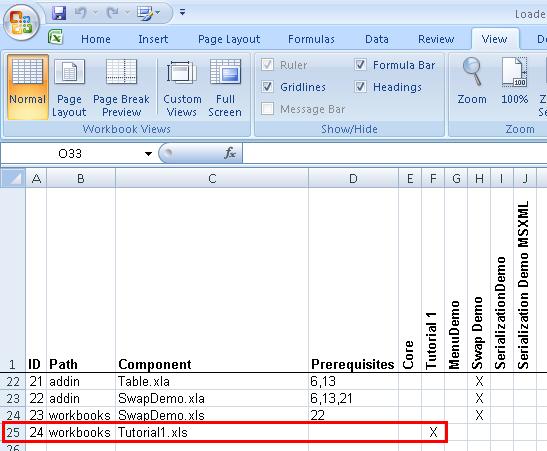 Loade
Home Insert Page Layout Formulas Data Review View D
Normal Page Layout Page Break Preview Custom Views Full Screen
Workbook Views
Ruler Formula Bar
Gridlines Headings
Message Bar
Show/Hide
Zoom 100%
Zoom
O33 fx
A B C D E F G H I J
1 ID Path Component Prerequisites Core Tutorial 1 MenuDemo Swap Demo SerializationDemo Serialization Demo MSXML
22 21 addin Table.xla 6,13 X
23 22 addin SwapDemo.xla 6,13,21 X
24 23 workbooks SwapDemo.xls 22 X
25 24 workbooks Tutorial1.xls X